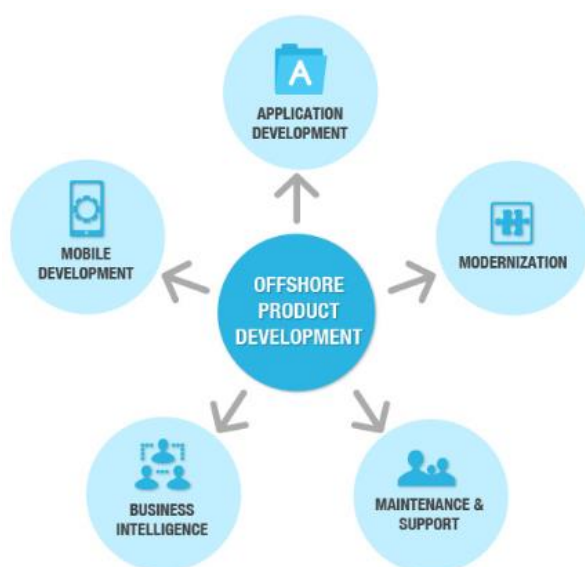 A
APPLICATION
DEVELOPMENT
MOBILE
DEVELOPMENT
MODERNIZATION
OFFSHORE
PRODUCT
DEVELOPMENT
BUSINESS
INTELLIGENCE
MAINTENANCE &
SUPPORT